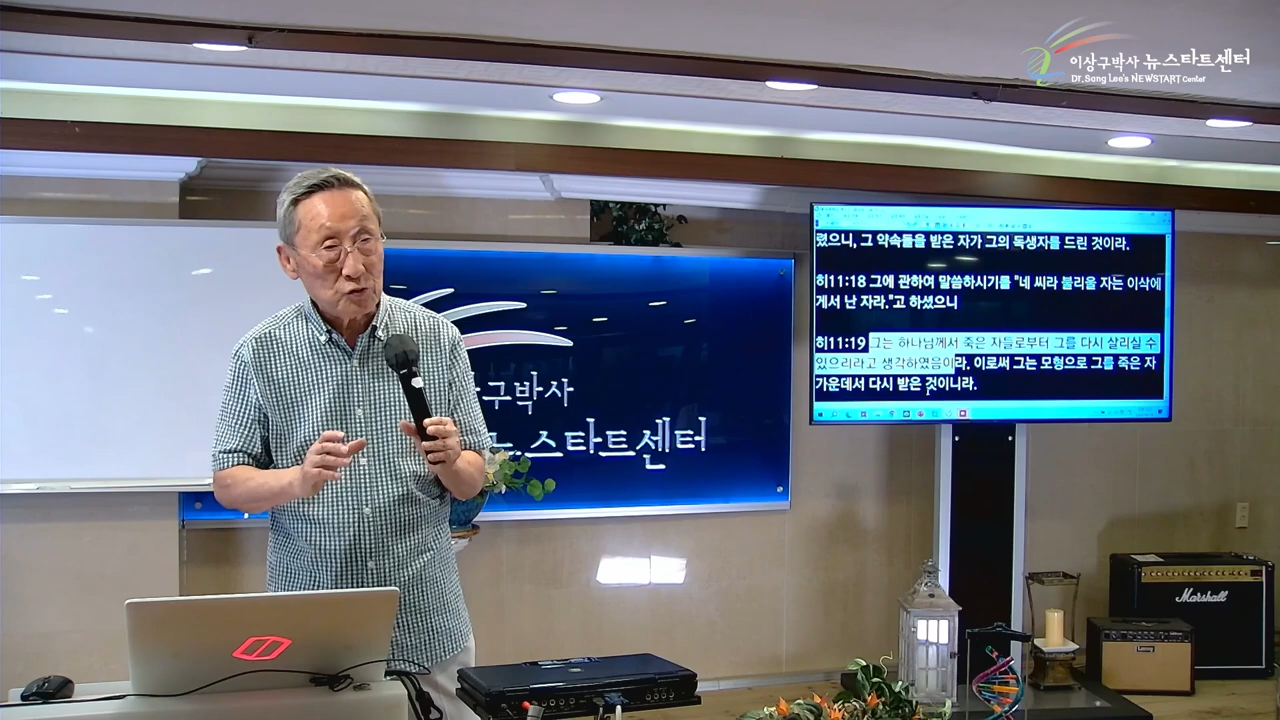 이상구박사 뉴스타트센터
Dr. Sang Lee's NEWSTART Center
렸으니, 그 약속들을 받은 자가 그의 독생자를 드린 것이라.
히11:18 그에 관하여 말씀하시기를 "네 씨라 불리울 자는 이삭에
게서 난 자라."고 하셨으니
히11:19 그는 하나님께서 죽은 자들로부터 그를 다시 살리실 수
있으리라고 생각하였음이라. 이로써 그는 모형으로 그를 죽은 자
가운데서 다시 받은 것이니라.
구박사
뉴스타트센터
Marshall
Laney